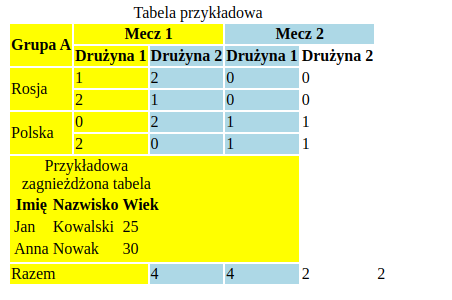 Tabela przykładowa
Grupa A Mecz 1 Mecz 2
Drużyna 1 Drużyna 2 Drużyna 1 Drużyna 2
Rosja 1 2 0 0
2 1 0 0
Polska 0 2 1 1
2 0 1 1
Przykładowa
zagnieżdżona tabela
Imię Nazwisko Wiek
Jan Kowalski 25
Anna Nowak 30
Razem 4 4 2 2